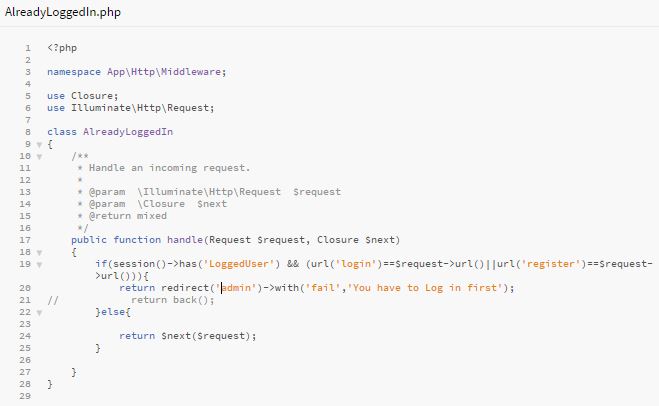 AlreadyLoggedIn.php
1 <?php
2
3 namespace App\Http\Middleware;
4
5 use Closure;
6 use Illuminate\Http\Request;
7
8 class AlreadyLoggedIn
9 {
10 /**
11 * Handle an incoming request.
12 *
13 * @param \Illuminate\Http\Request $request
14 * @param \Closure $next
15 * @return mixed
16 */
17 public function handle(Request $request, Closure $next)
18 {
19 if(session()->has('LoggedUser') && (url('login')==$request->url()||url('register')==$request-
>url())){
20 return redirect('admin')->with('fail','You have to Log in first');
21 // return back();
22 }else{
23
24 return $next($request);
25 }
26
27 }
28 }
29